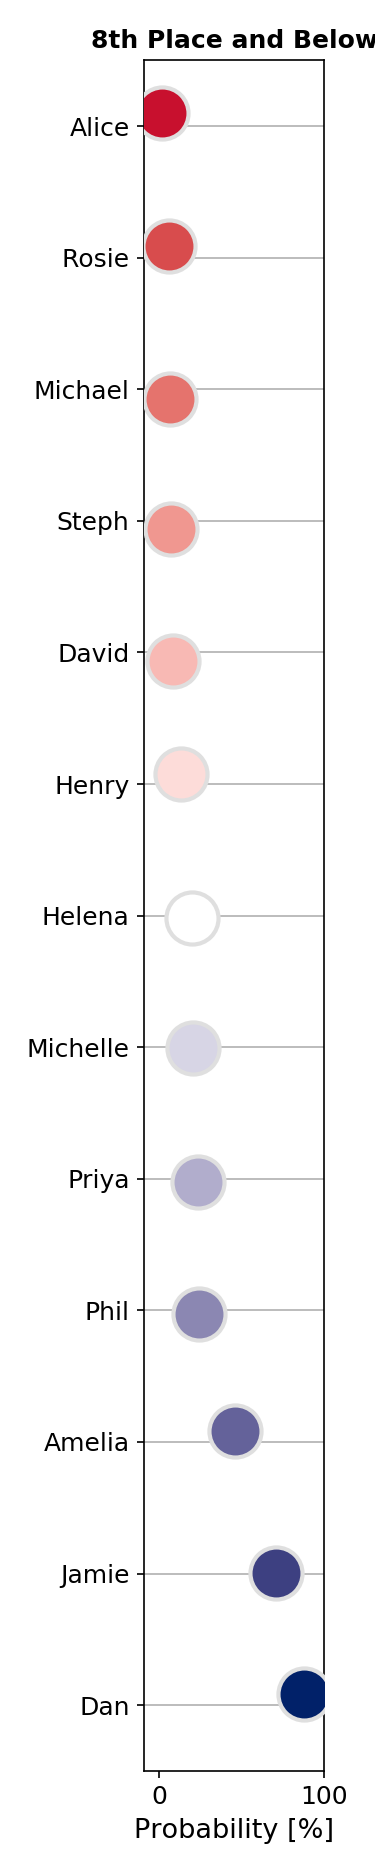 8th Place and Below
Alice
Rosie
Michael
Steph
David
Henry
Helena
Michelle
Priya
Phil
Amelia
Jamie
Dan
0 100
Probability [%]